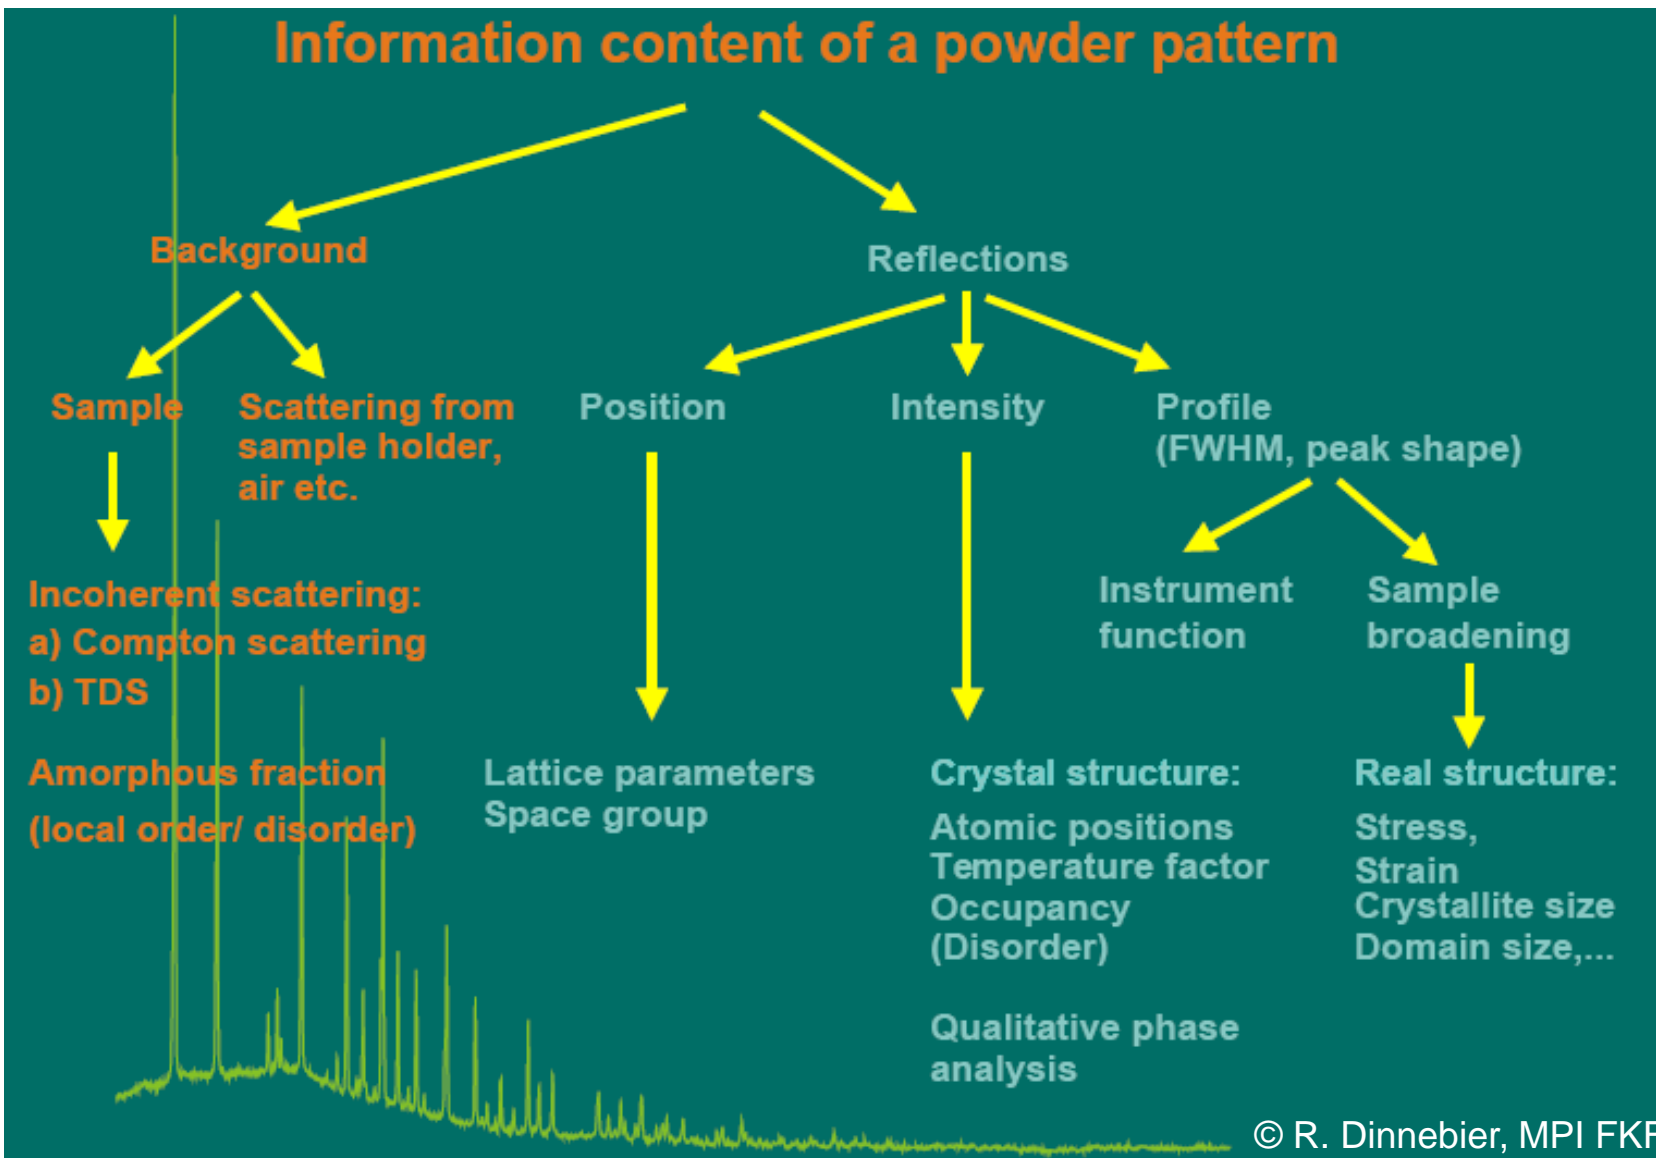 Information content of a powder pattern
Background
Reflections
Sample
Scattering from
sample holder,
air etc.
Position
Intensity
Profile
(FWHM, peak shape)
Incoherent scattering:
a) Compton scattering
b) TDS
Instrument
function
Sample
broadening
Amorphous fraction
(local order/ disorder)
Lattice parameters
Space group
Crystal structure:
Atomic positions
Temperature factor
Occupancy
(Disorder)
Qualitative phase
analysis
Real structure:
Stress,
Strain
Crystallite size
Domain size,...
© R. Dinnebier, MPI FKF